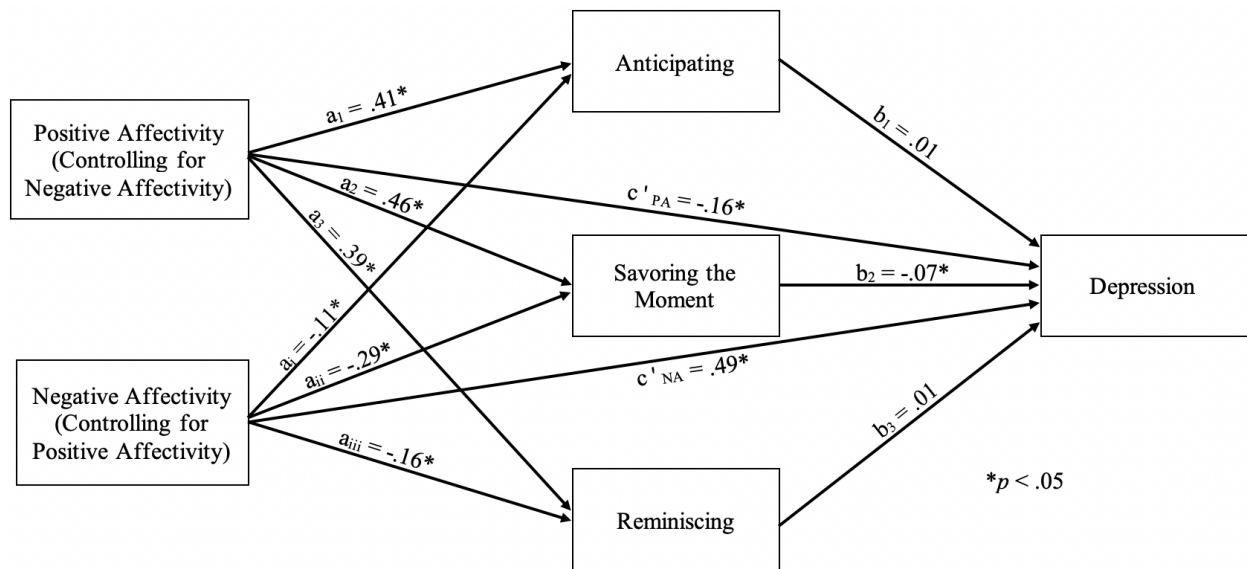 Anticipating
Positive Affectivity
(Controlling for
Negative Affectivity)
a₁ = .41*
b₁ = .01
a₂ = .46*
c' PA = -.16*
a₃ = .39*
Savoring the
Moment
b₂ = -.07*
Depression
aᵢ = -.11*
aᵢᵢ = -.29*
c' NA = .49*
Negative Affectivity
(Controlling for
Positive Affectivity)
aᵢᵢᵢ = -.16*
b₃ = .01
Reminiscing
*p < .05